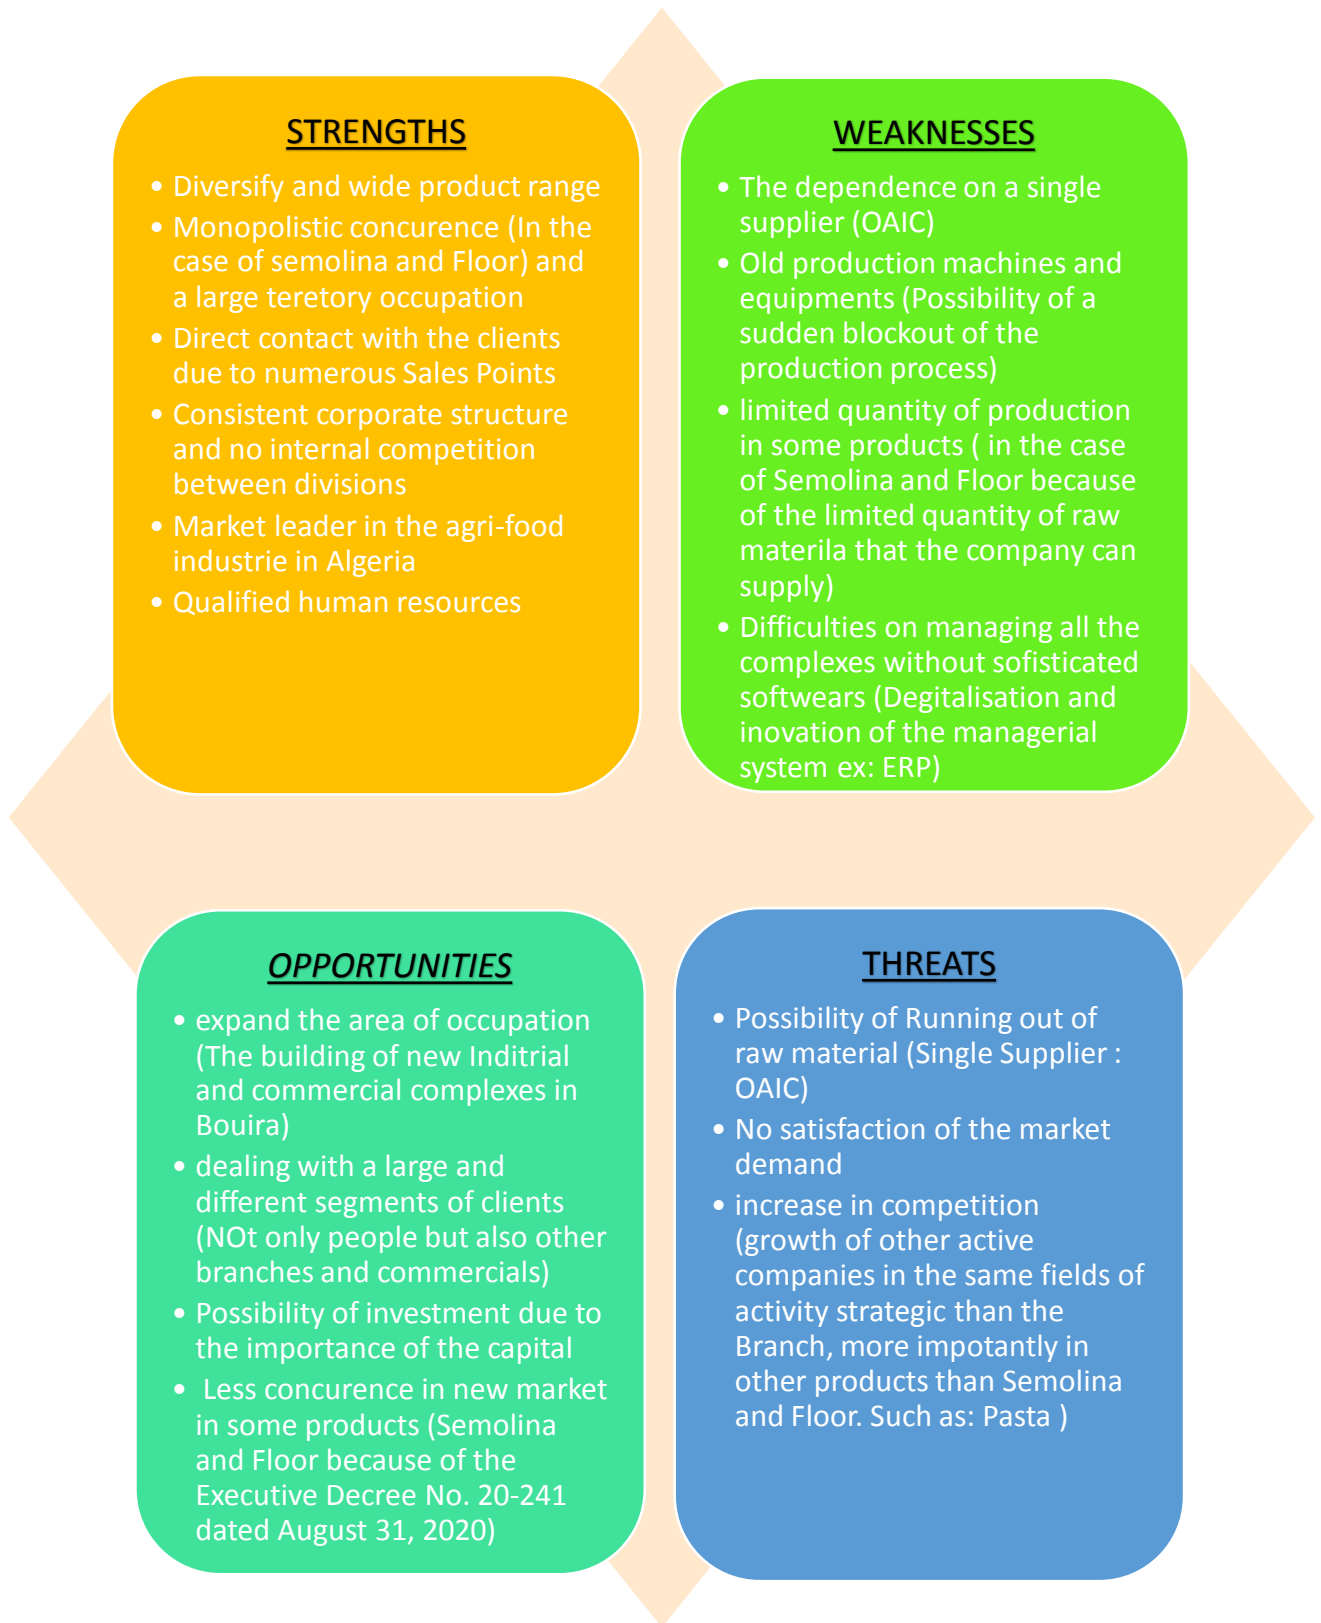 STRENGTHS
• Diversify and wide product range
• Monopolistic concurence (In the
case of semolina and Floor) and
a large teretory occupation
• Direct contact with the clients
due to numerous Sales Points
• Consistent corporate structure
and no internal competition
between divisions
• Market leader in the agri-food
industrie in Algeria
• Qualified human resources
WEAKNESSES
• The dependence on a single
supplier (OAIC)
• Old production machines and
equipments (Possibility of a
sudden blockout of the
production process)
• limited quantity of production
in some products ( in the case
of Semolina and Floor because
of the limited quantity of raw
materila that the company can
supply)
• Difficulties on managing all the
complexes without sofisticated
softwears (Degitalisation and
inovation of the managerial
system ex: ERP)
OPPORTUNITIES
• expand the area of occupation
(The building of new Inditrial
and commercial complexes in
Bouira)
• dealing with a large and
different segments of clients
(NOt only people but also other
branches and commercials)
• Possibility of investment due to
the importance of the capital
• Less concurence in new market
in some products (Semolina
and Floor because of the
Executive Decree No. 20-241
dated August 31, 2020)
THREATS
• Possibility of Running out of
raw material (Single Supplier :
OAIC)
• No satisfaction of the market
demand
• increase in competition
(growth of other active
companies in the same fields of
activity strategic than the
Branch, more impotantly in
other products than Semolina
and Floor. Such as: Pasta )